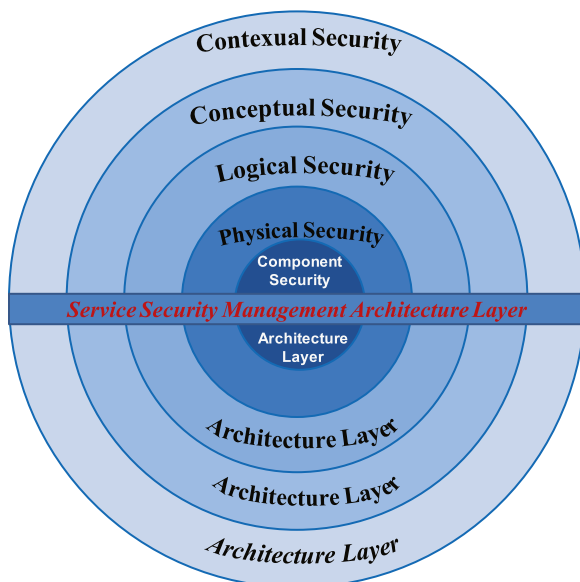 Contexual Security
Conceptual Security
Logical Security
Physical Security
Component
Security
Service Security Management Architecture Layer
Architecture
Layer
Architecture Layer
Architecture Layer
Architecture Layer